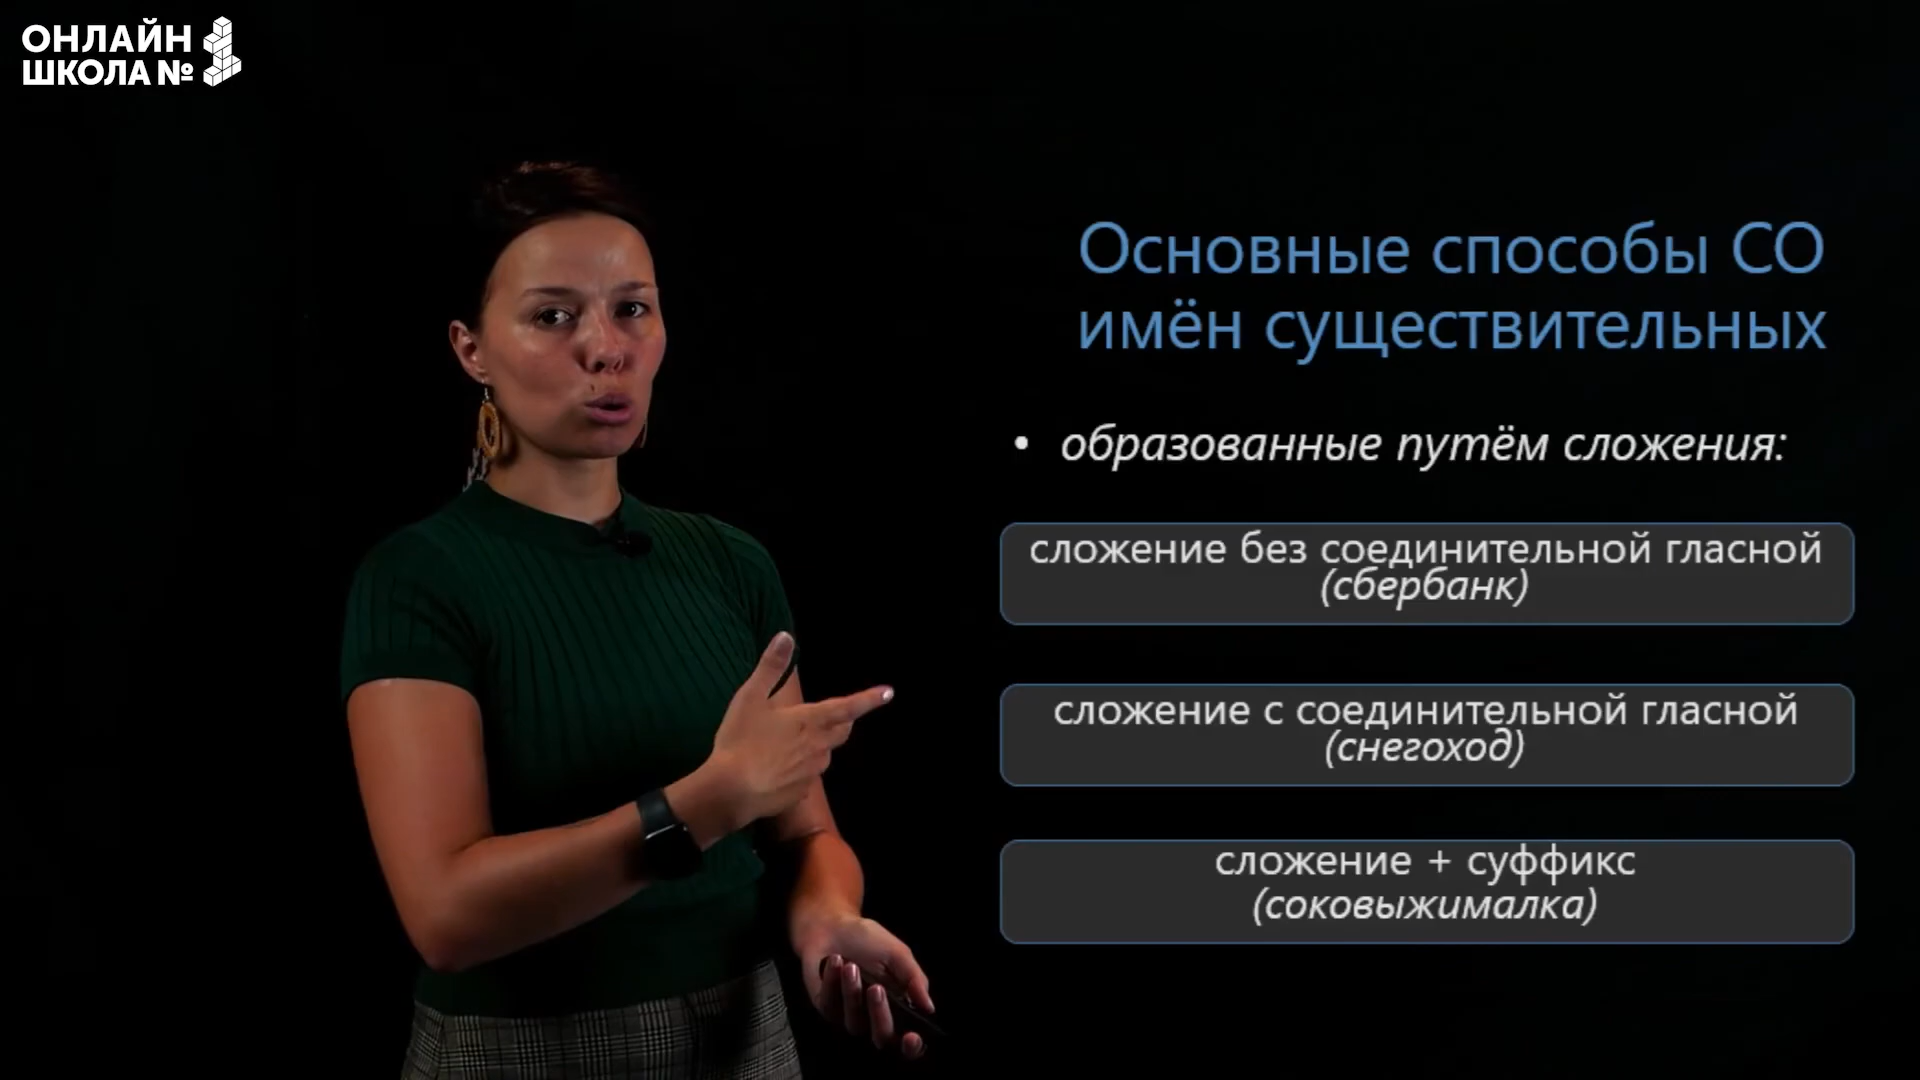 ОНЛАЙН
ШКОЛА №
Основные способы СО
имён существительных
• образованные путём сложения:
сложение без соединительной гласной
(сбербанк)
сложение с соединительной гласной
(снегоход)
сложение + суффикс
(соковыжималка)